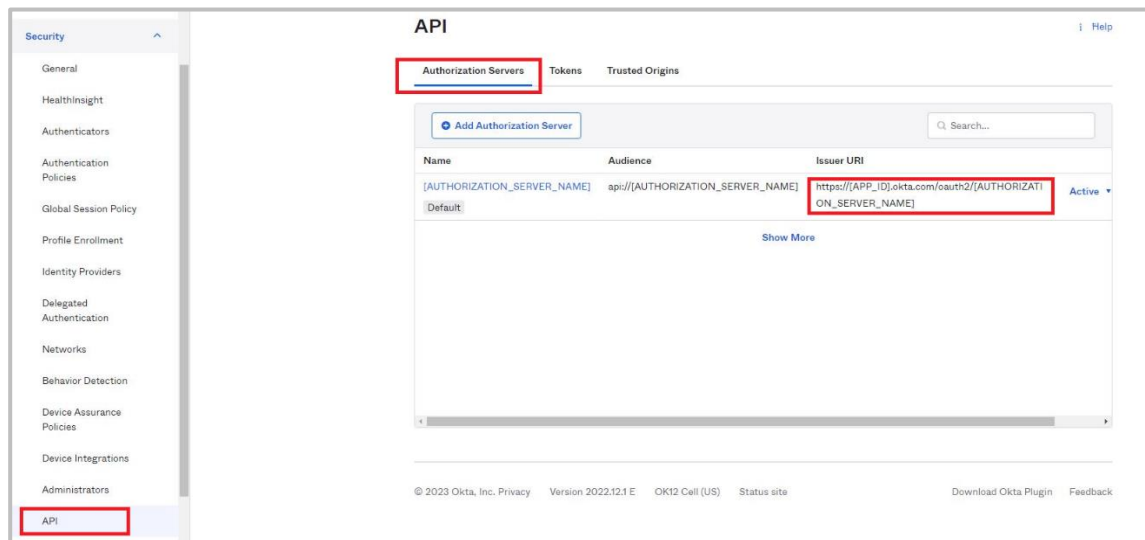 Security
General
HealthInsight
Authenticators
Authentication
Policies
Global Session Policy
Profile Enrollment
Identity Providers
Delegated
Authentication
Networks
Behavior Detection
Device Assurance
Policies
Device Integrations
Administrators
API
API
Help
Authorization Servers Tokens Trusted Origins
Add Authorization Server
Search...
Name Audience Issuer URI
[AUTHORIZATION_SERVER_NAME] api://[AUTHORIZATION_SERVER_NAME] https://[APP_ID].okta.com/oauth2/[AUTHORIZATI
ON_SERVER_NAME] Active
Default
Show More
© 2023 Okta, Inc. Privacy Version 2022.12.1 E OK12 Cell (US) Status site Download Okta Plugin Feedback